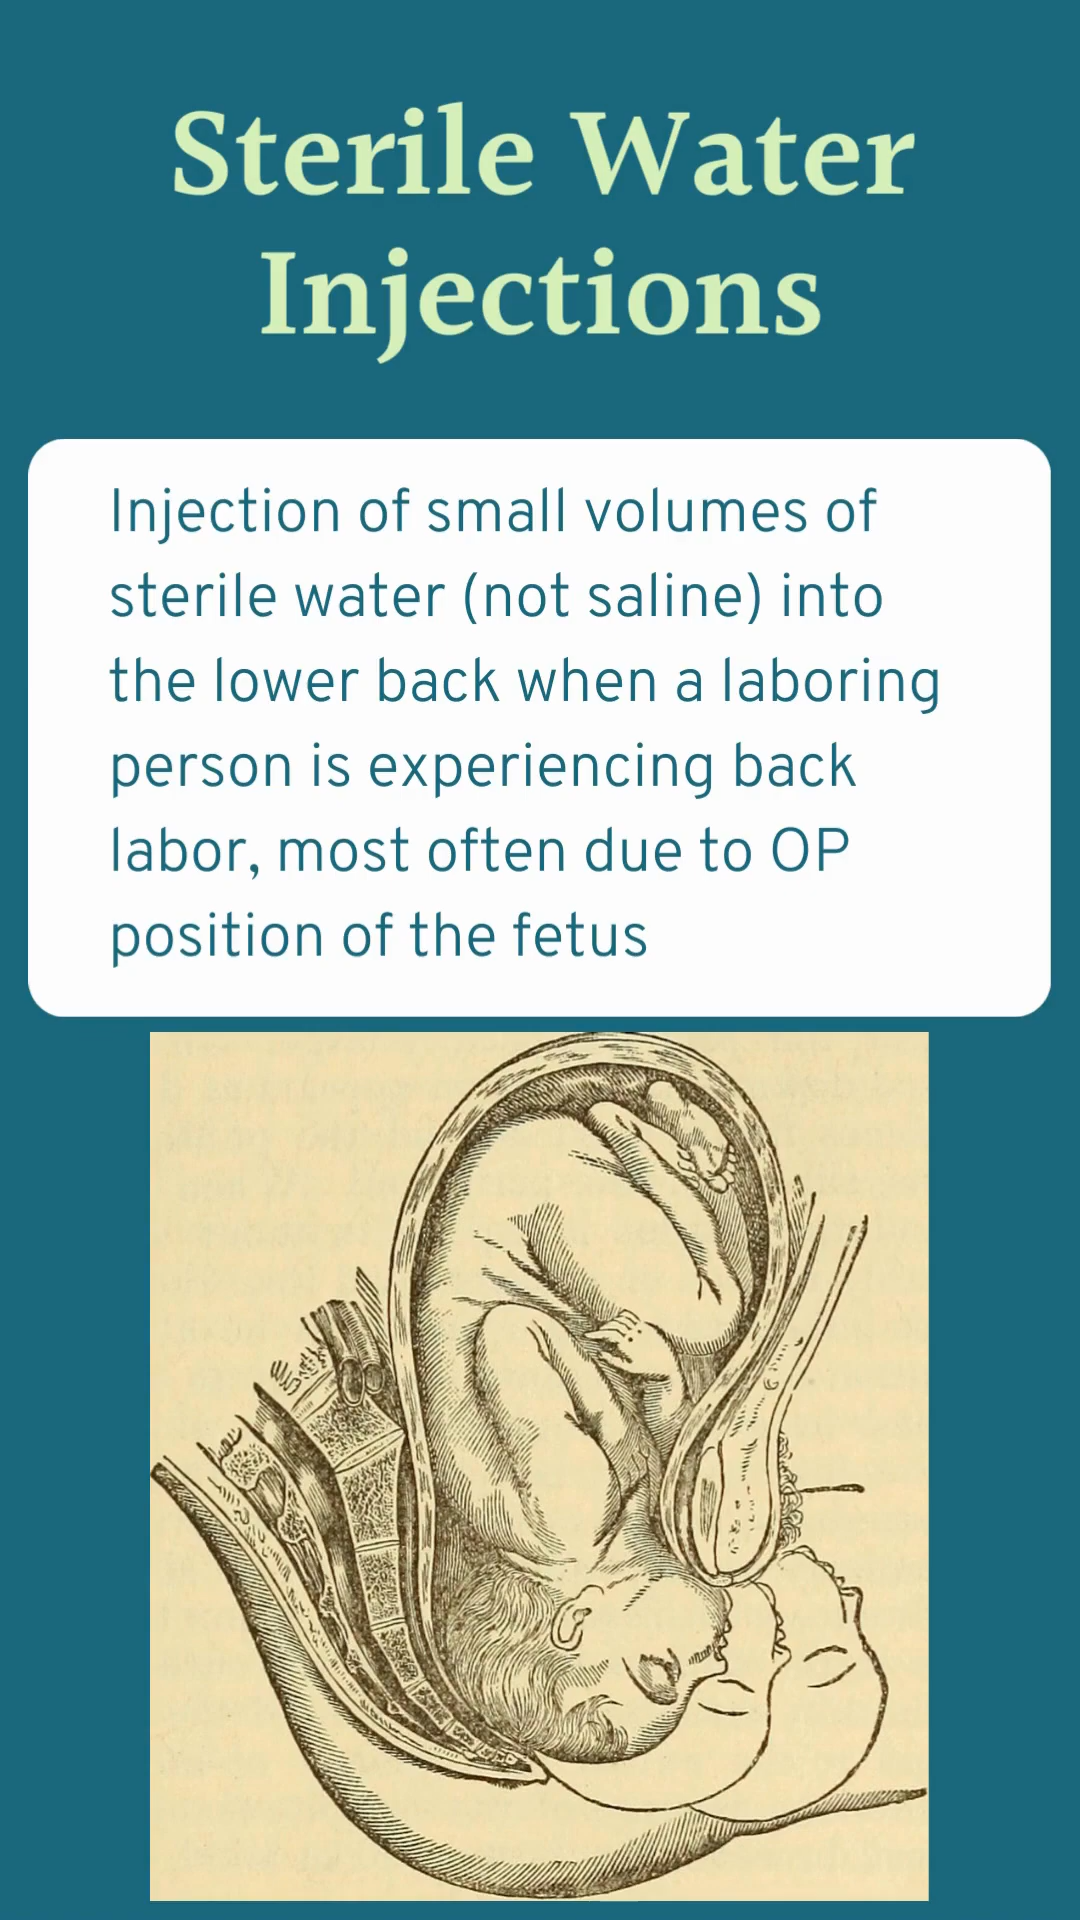 Sterile Water
Injections
Injection of small volumes of
sterile water (not saline) into
the lower back when a laboring
person is experiencing back
labor, most often due to OP
position of the fetus